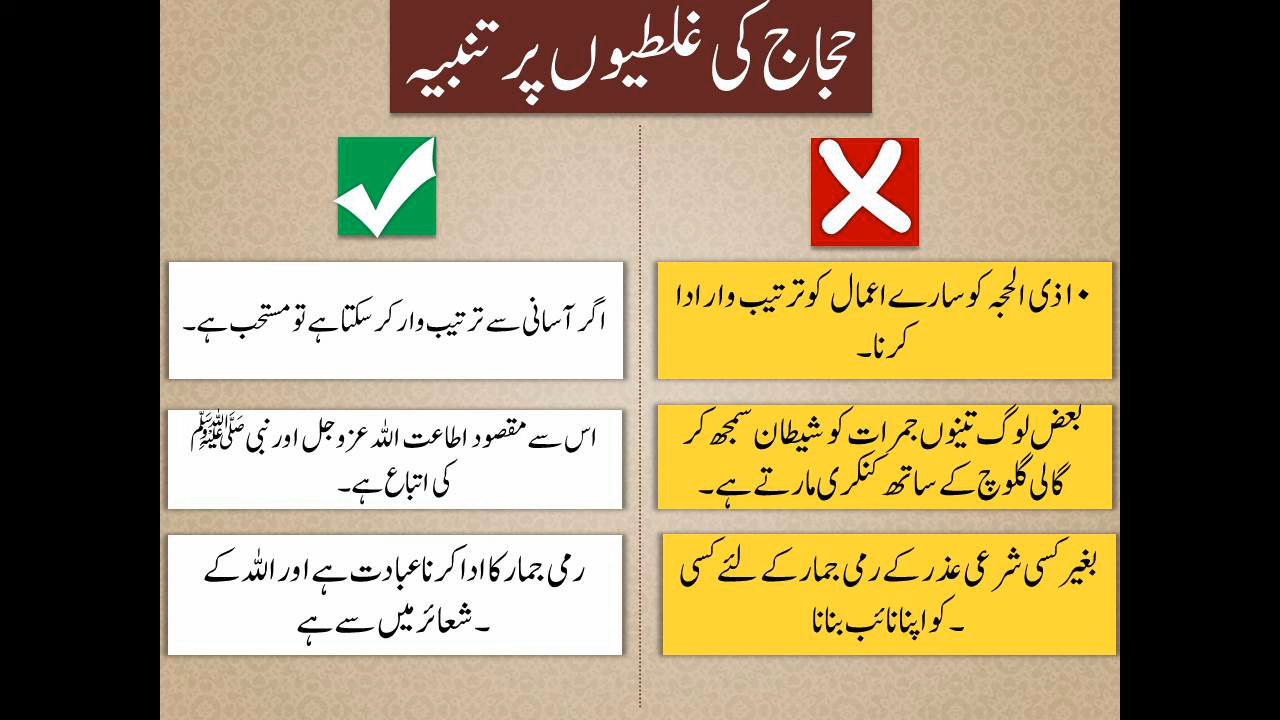 حجاج کی غلطیوں پر تنبیہ
۱۰ ذی الحجہ کو سارے اعمال کو ترتیب وار ادا
کرنا۔
اگر آسانی سے ترتیب وار کر سکتا ہے تو مستحب ہے۔
بعض لوگ تینوں جمرات کو شیطان سمجھ کر
گالی گلوچ کے ساتھ کنکری مارتے ہے۔
اس سے مقصود اطاعت اللہ عزوجل اور نبی ﷺ
کی اتباع ہے۔
بغیر کسی شرعی عذر کے رمی جمار کے لئے کسی
کو اپنا نائب بنانا ۔
رمی جمار کا ادا کرنا عبادت ہے اور اللہ کے
شعائر میں سے ہے ۔